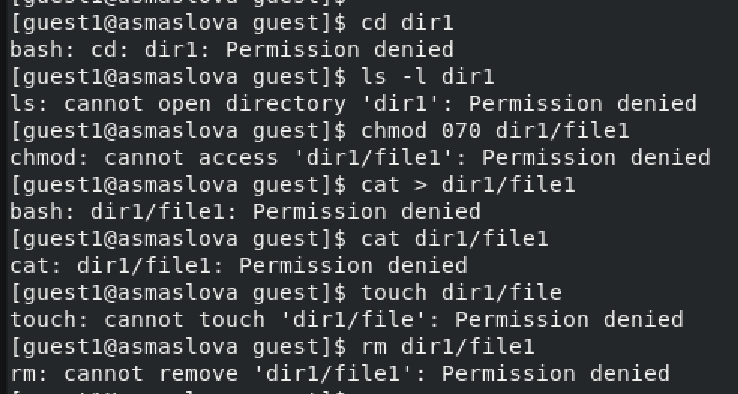 [guest1@asmaslova guest]$ cd dir1
bash: cd: dir1: Permission denied
[guest1@asmaslova guest]$ ls -l dir1
ls: cannot open directory 'dir1': Permission denied
[guest1@asmaslova guest]$ chmod 070 dir1/file1
chmod: cannot access 'dir1/file1': Permission denied
[guest1@asmaslova guest]$ cat > dir1/file1
bash: dir1/file1: Permission denied
[guest1@asmaslova guest]$ cat dir1/file1
cat: dir1/file1: Permission denied
[guest1@asmaslova guest]$ touch dir1/file
touch: cannot touch 'dir1/file': Permission denied
[guest1@asmaslova guest]$ rm dir1/file1
rm: cannot remove 'dir1/file1': Permission denied